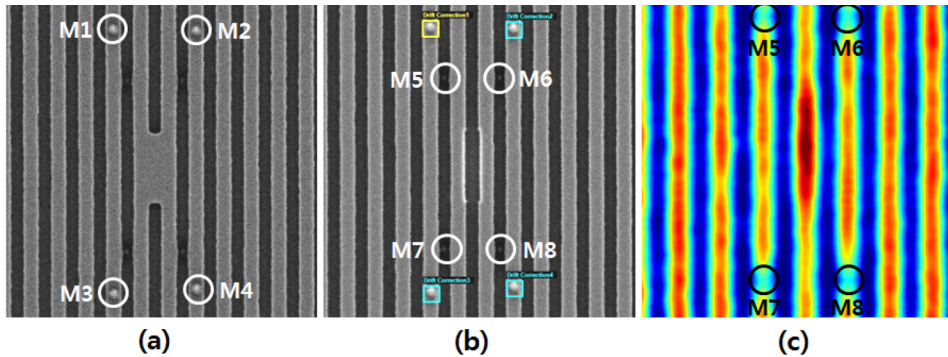 M1
M2
M3
M4
Drift Correction1
Drift Correction2
M5
M6
M7
M8
Drift Correction3
Drift Correction4
M5
M6
M7
M8
(a)
(b)
(c)